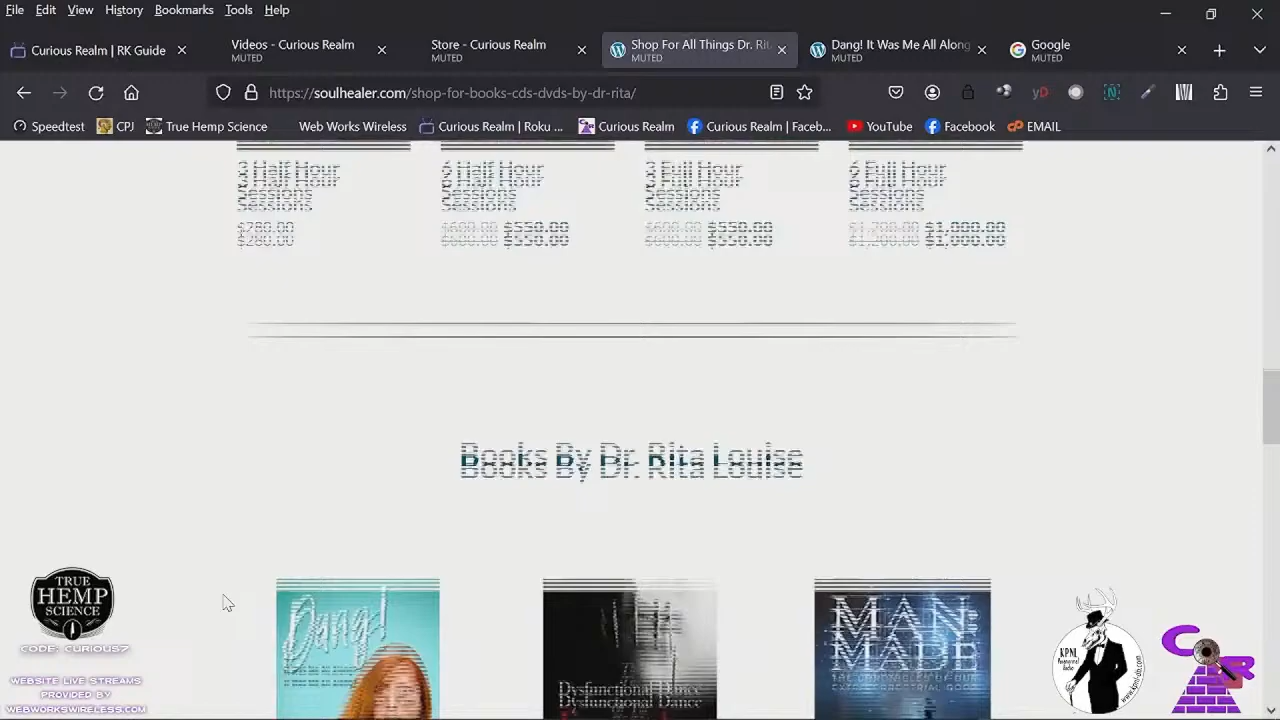 File Edit View History Bookmarks Tools Help
Curious Realm | RK Guide
Videos - Curious Realm
MUTED
Store - Curious Realm
MUTED
Shop For All Things Dr. Rit
MUTED
Dang! It Was Me All Along
MUTED
Google
MUTED
https://soulhealer.com/shop-for-books-cds-dvds-by-dr-rita/
Speedtest CPJ True Hemp Science Web Works Wireless Curious Realm | Roku ... Curious Realm Curious Realm | Faceb... YouTube Facebook EMAIL
3 Half Hour
Sessions
6 Half Hour
Sessions
3 Full Hour
Sessions
6 Full Hour
Sessions
$280.00
$600.00 $550.00
$600.00 $550.00
$1,200.00 $1,000.00
Books By Dr. Rita Louise
Dang!
Dysfunctional Dance
MAN
MADE
TRUE
HEMP
SCIENCE
CODE: CURIOUS7
WEBSITE LIVE STREAMS
PROVIDED BY
WEBWORKSWIRELESS.COM
KPNL
C R